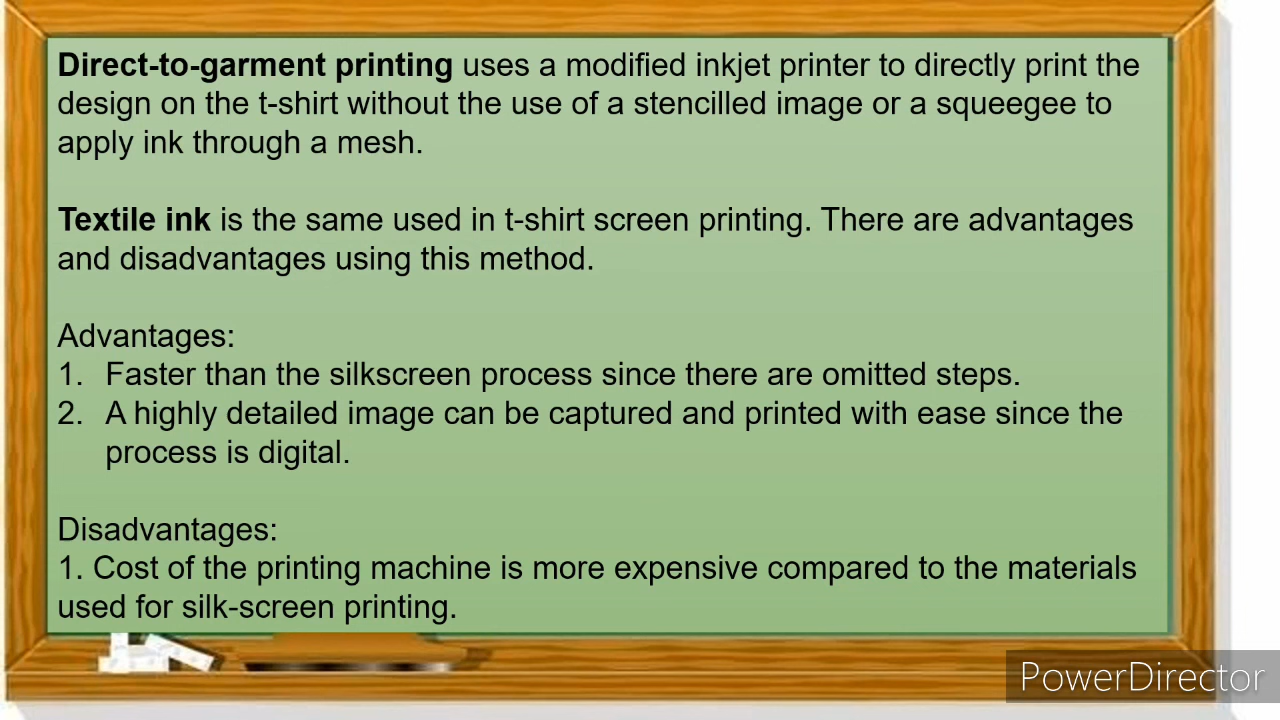 Direct-to-garment printing uses a modified inkjet printer to directly print the
design on the t-shirt without the use of a stencilled image or a squeegee to
apply ink through a mesh.
Textile ink is the same used in t-shirt screen printing. There are advantages
and disadvantages using this method.
Advantages:
1. Faster than the silkscreen process since there are omitted steps.
2. A highly detailed image can be captured and printed with ease since the
process is digital.
Disadvantages:
1. Cost of the printing machine is more expensive compared to the materials
used for silk-screen printing.
PowerDirector